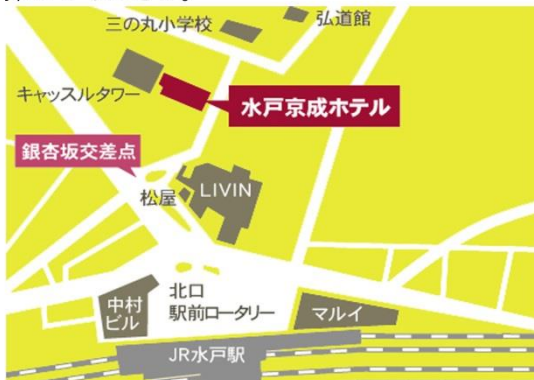 三の丸小学校
弘道館
キャッスルタワー
水戸京成ホテル
銀杏坂交差点
松屋
LIVIN
中村
ビル
北口
駅前ロータリー
マルイ
JR水戸駅